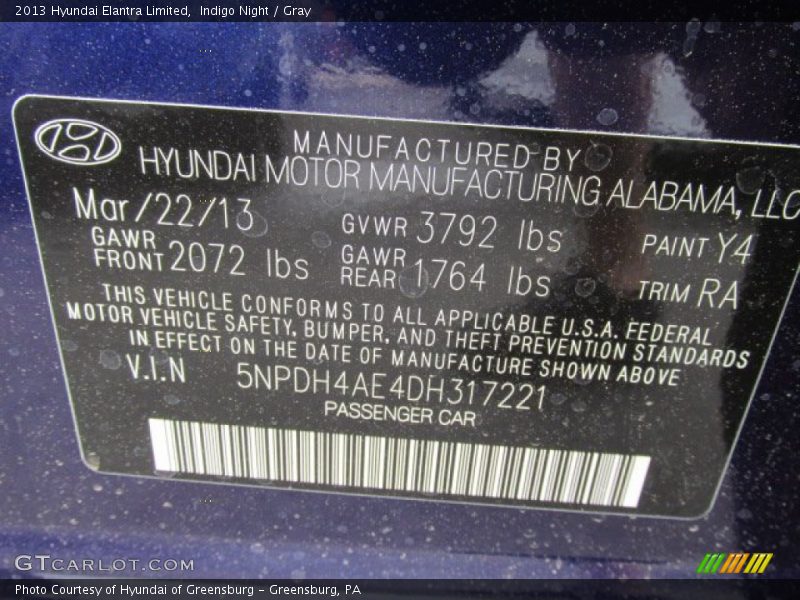 2013 Hyundai Elantra Limited, Indigo Night / Gray
MANUFACTURED BY
HYUNDAI MOTOR MANUFACTURING ALABAMA, LLC
Mar/22/13 GVWR 3792 lbs PAINT Y4
GAWR FRONT 2072 lbs GAWR REAR 1764 lbs TRIM RA
THIS VEHICLE CONFORMS TO ALL APPLICABLE U.S.A. FEDERAL
MOTOR VEHICLE SAFETY, BUMPER, AND THEFT PREVENTION STANDARDS
IN EFFECT ON THE DATE OF MANUFACTURE SHOWN ABOVE
V.I.N 5NPDH4AE4DH317221
PASSENGER CAR
GTCARLOT.COM
Photo Courtesy of Hyundai of Greensburg - Greensburg, PA